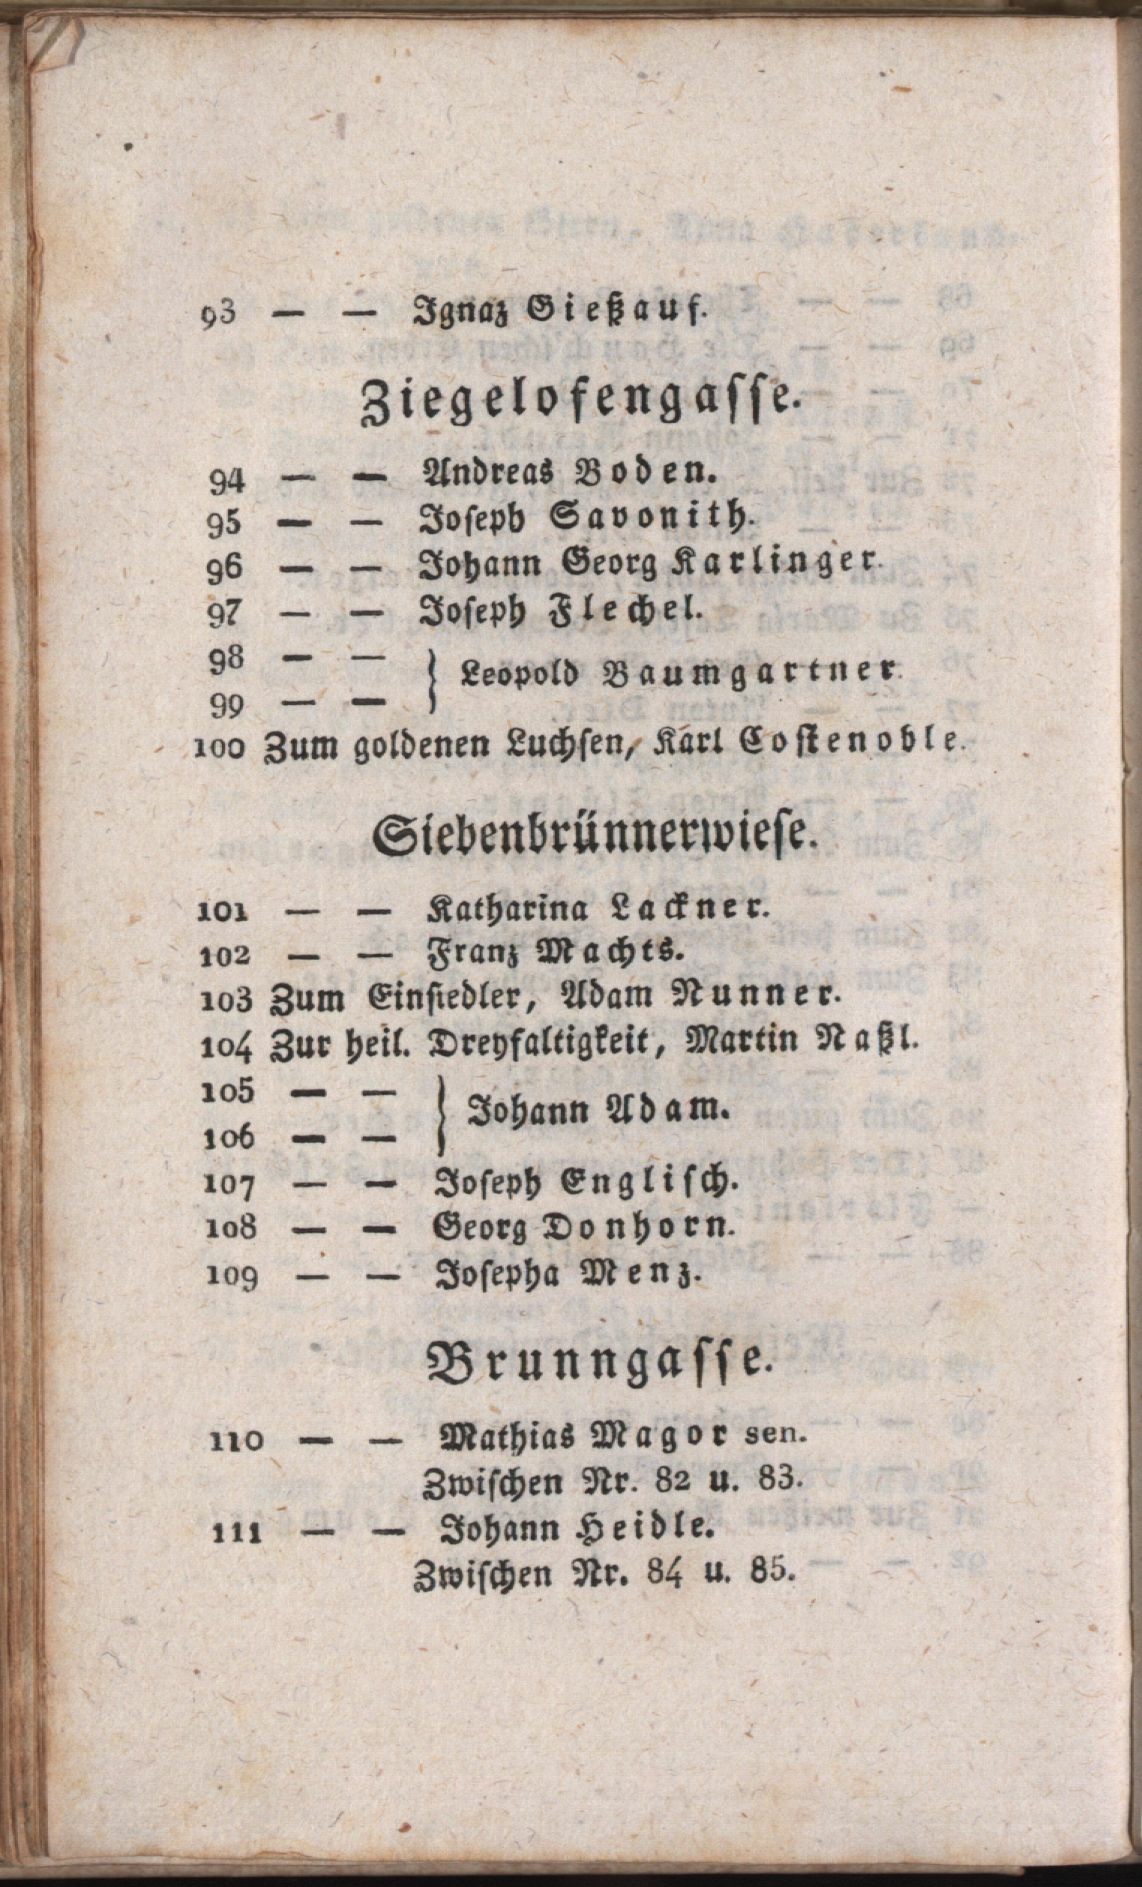 93 — — Ignaz Gießauf.
Ziegelofengasse.
94 — — Andreas Boden.
95 — — Joseph Savonith.
96 — — Johann Georg Karlinger.
97 — — Joseph Flechel.
98 — —
} Leopold Baumgartner.
99 — —
100 Zum goldenen Luchsen, Karl Costenoble.
Siebenbrünnerwiese.
101 — — Katharina Lackner.
102 — — Franz Machts.
103 Zum Einsiedler, Adam Nunner.
104 Zur heil. Dreyfaltigkeit, Martin Naßl.
105 — —
} Johann Adam.
106 — —
107 — — Joseph Englisch.
108 — — Georg Donhorn.
109 — — Josepha Menz.
Brunngasse.
110 — — Mathias Magor sen.
Zwischen Nr. 82 u. 83.
111 — — Johann Heidle.
Zwischen Nr. 84 u. 85.